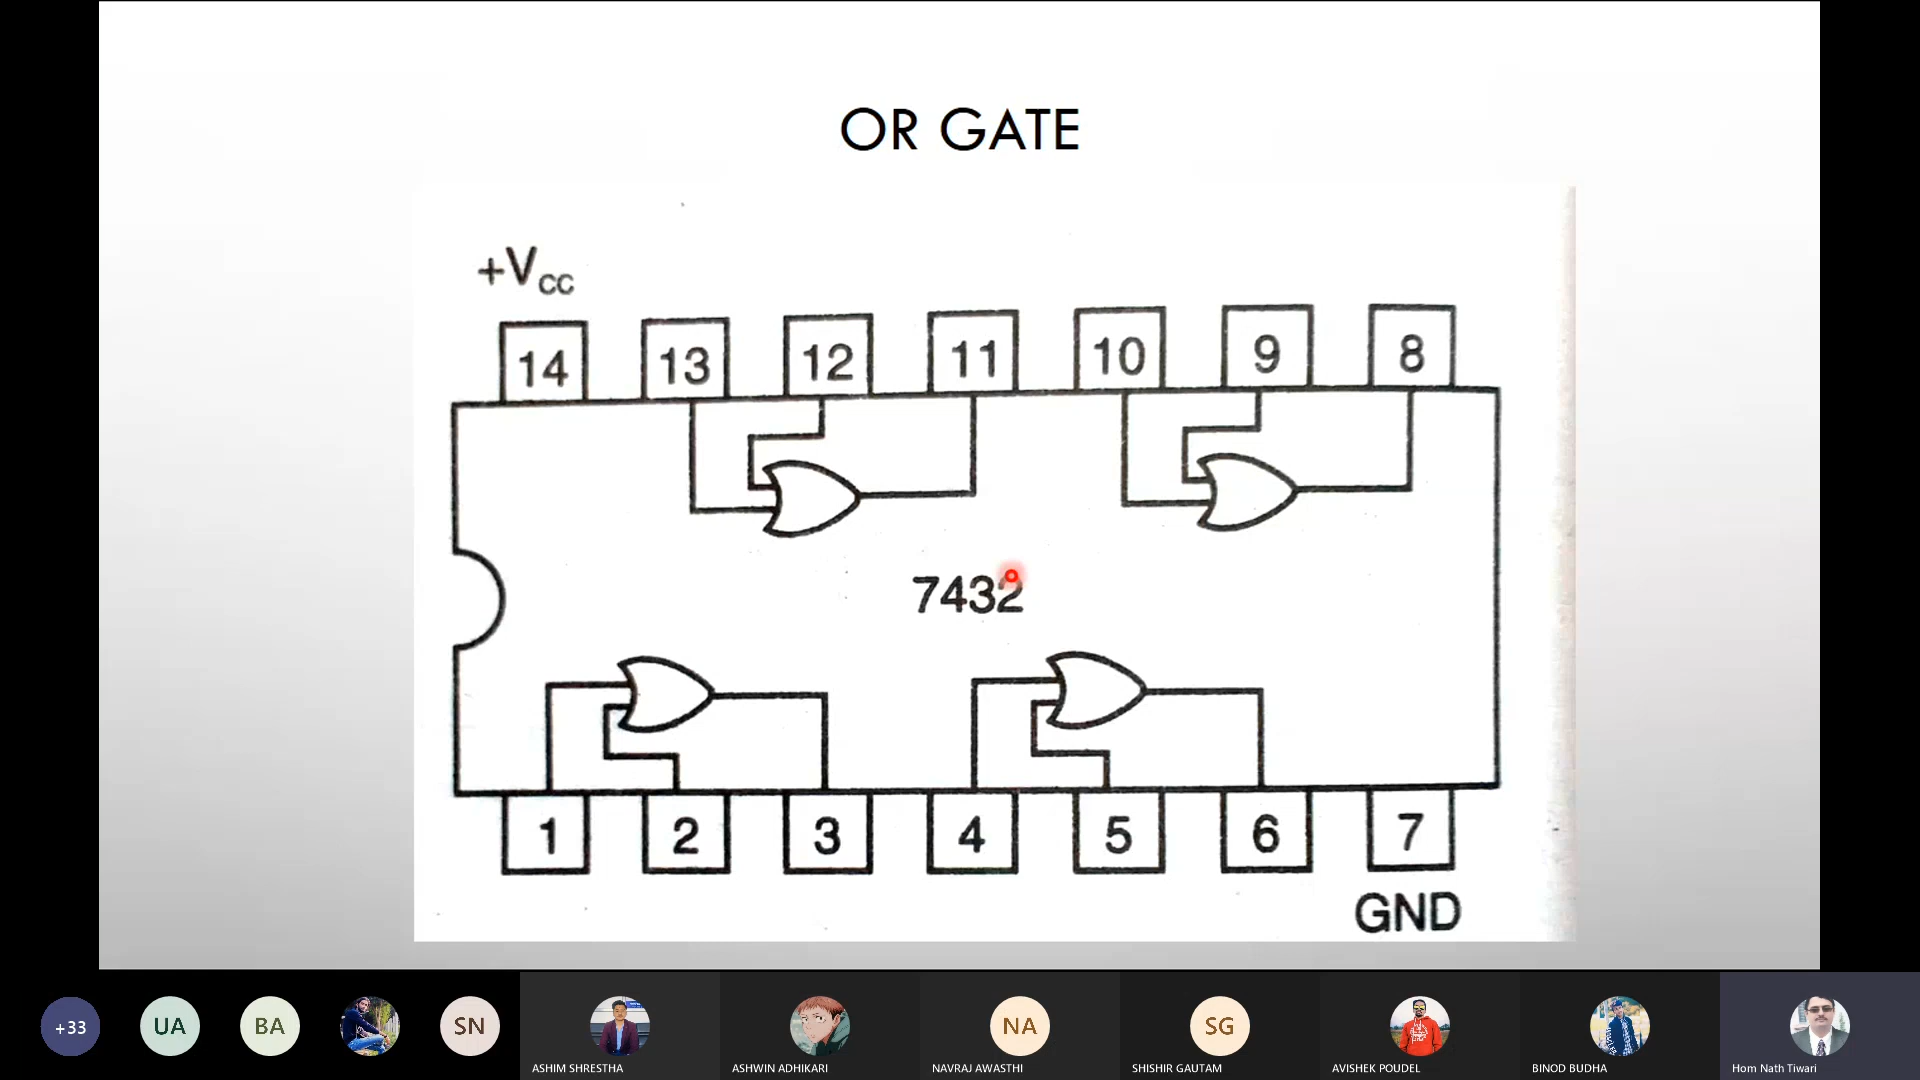 OR GATE
+VCC
14 13 12 11 10 9 8
7432
1 2 3 4 5 6 7
GND
+33 UA BA SN NA SG
ASHIM SHRESTHA ASHWIN ADHIKARI NAVRAJ AWASTHI SHISHIR GAUTAM AVISHEK POUDEL BINOD BUDHA Hom Nath Tiwari